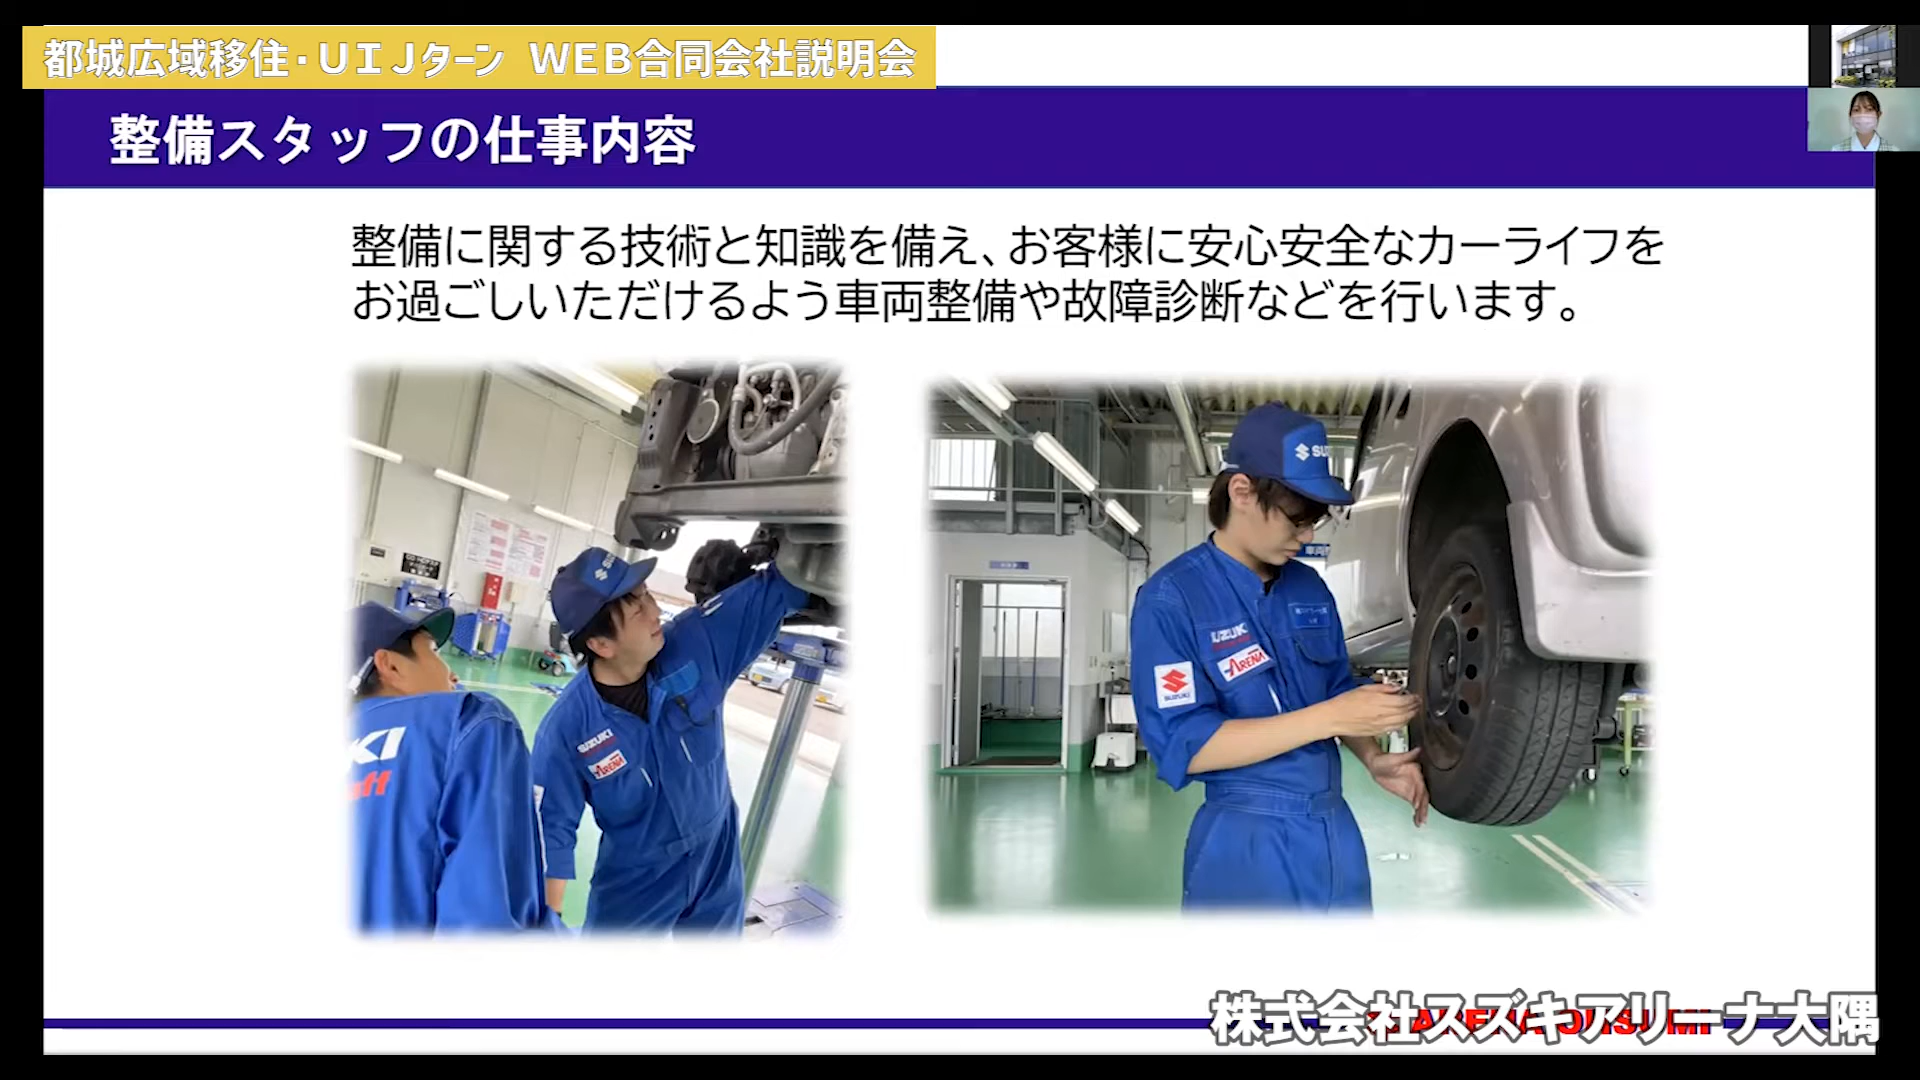 都城広域移住・UIJターン WEB合同会社説明会
整備スタッフの仕事内容
整備に関する技術と知識を備え、お客様に安心安全なカーライフを
お過ごしいただけるよう車両整備や故障診断などを行います。
SUZUKI
ARENA
SUZUKI
ARENA
SUZUKI
株式会社スズキアリーナ大隅